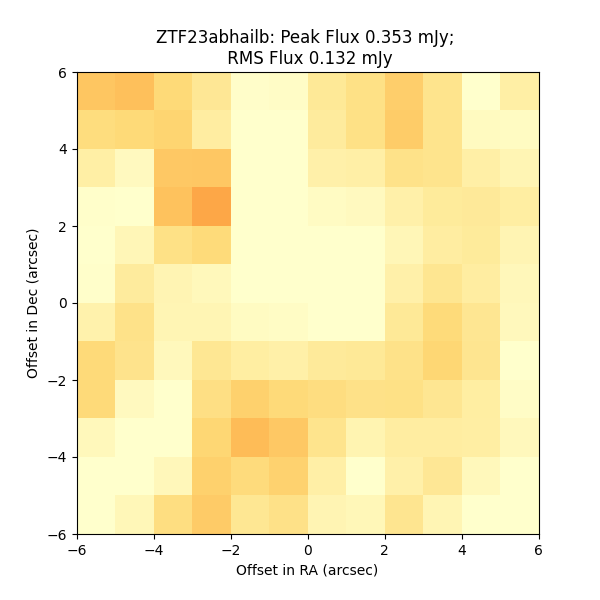 ZTF23abhailb: Peak Flux 0.353 mJy;
RMS Flux 0.132 mJy
6
4
2
0
−2
−4
−6
Offset in Dec (arcsec)
−6 −4 −2 0 2 4 6
Offset in RA (arcsec)